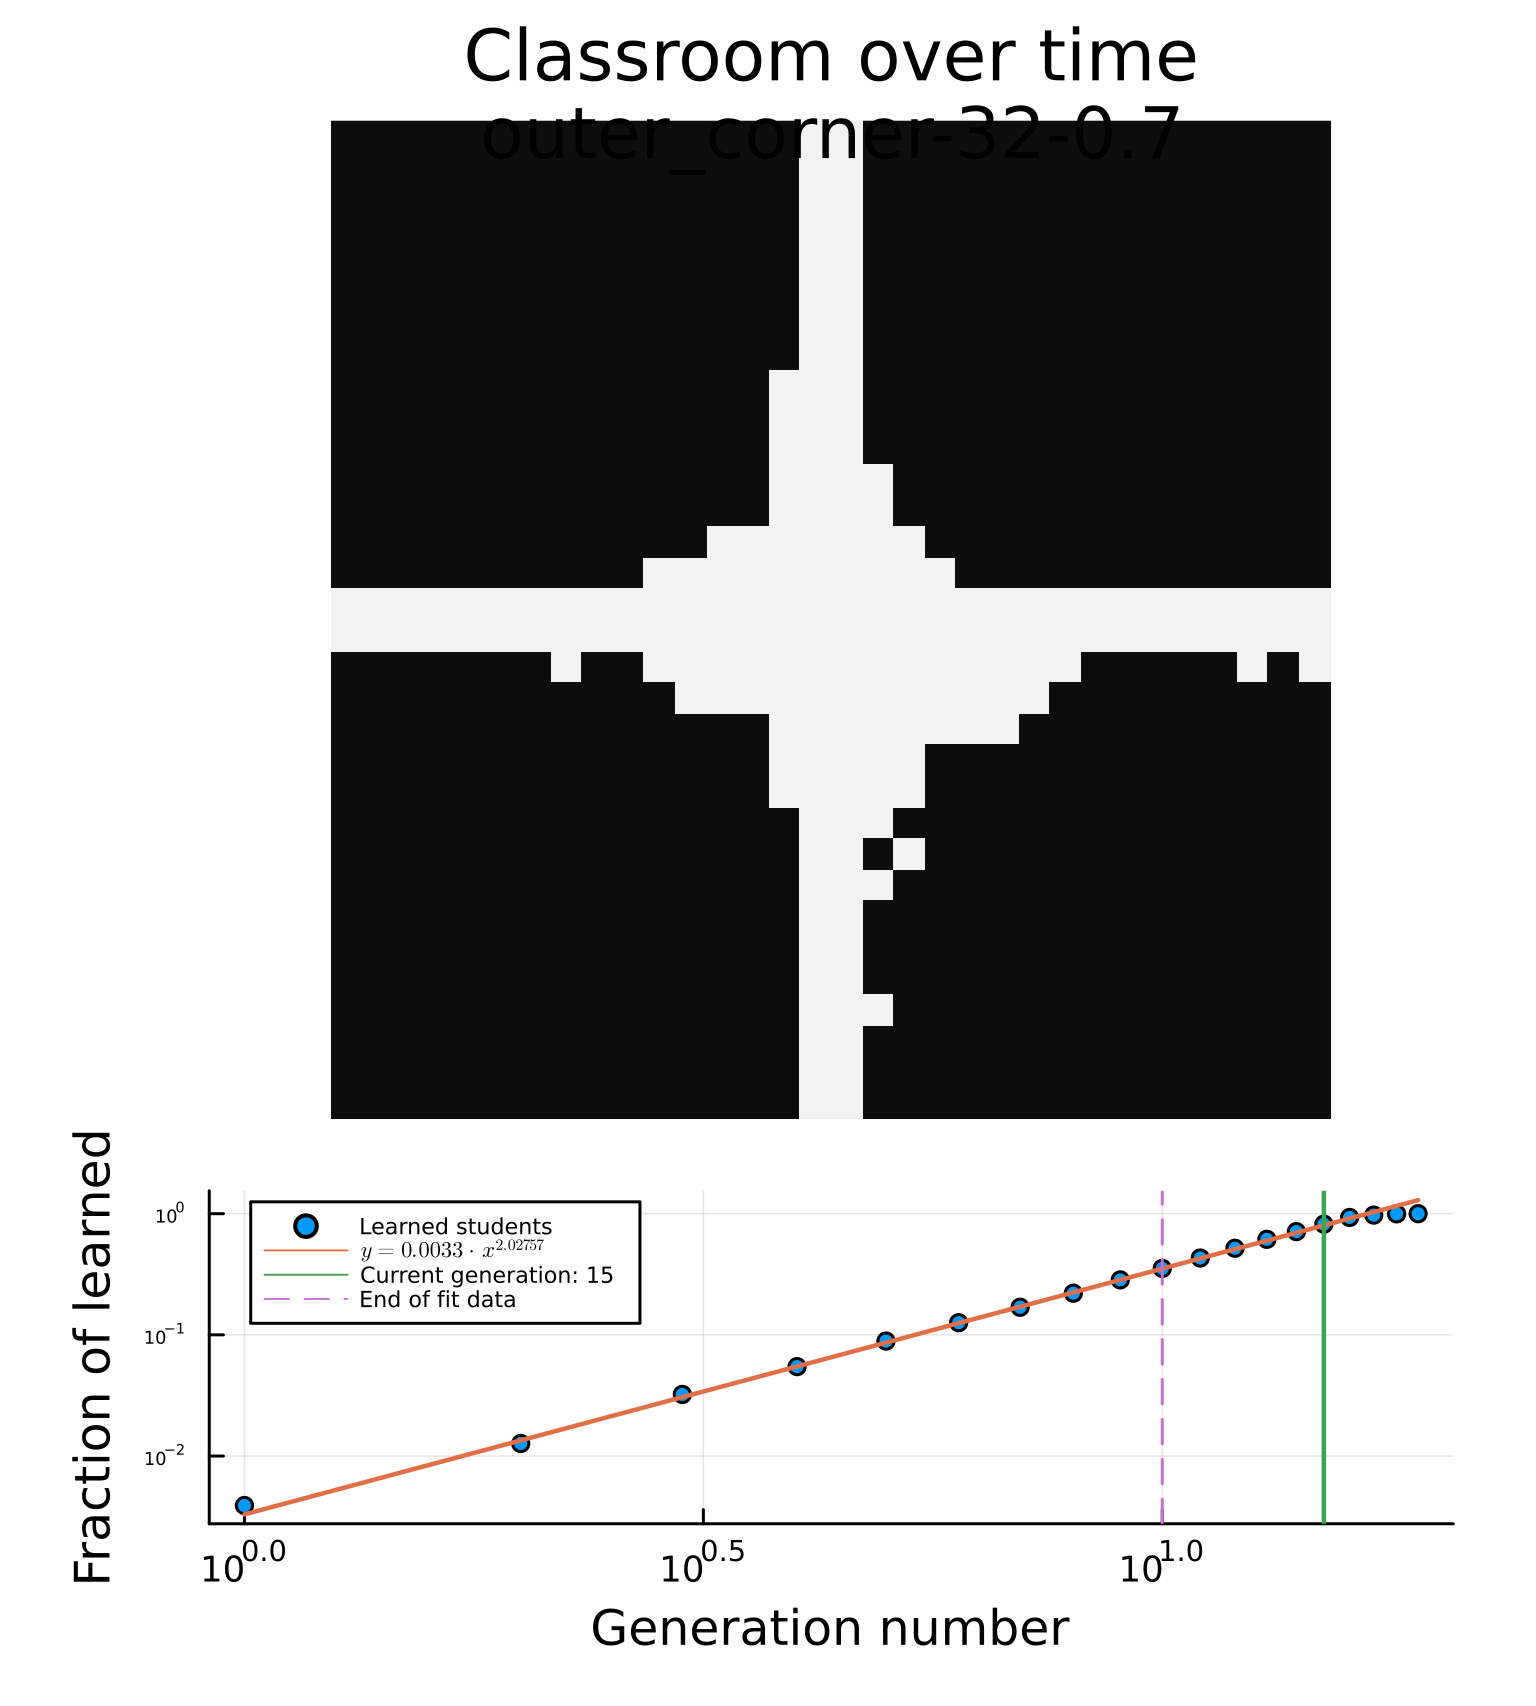 Classroom over time
outer_corner-32-0.7
Fraction of learned
10⁰
10⁻¹
10⁻²
Learned students
y = 0.0033 · x^2.02757
Current generation: 15
End of fit data
10^0.0
10^0.5
10^1.0
Generation number